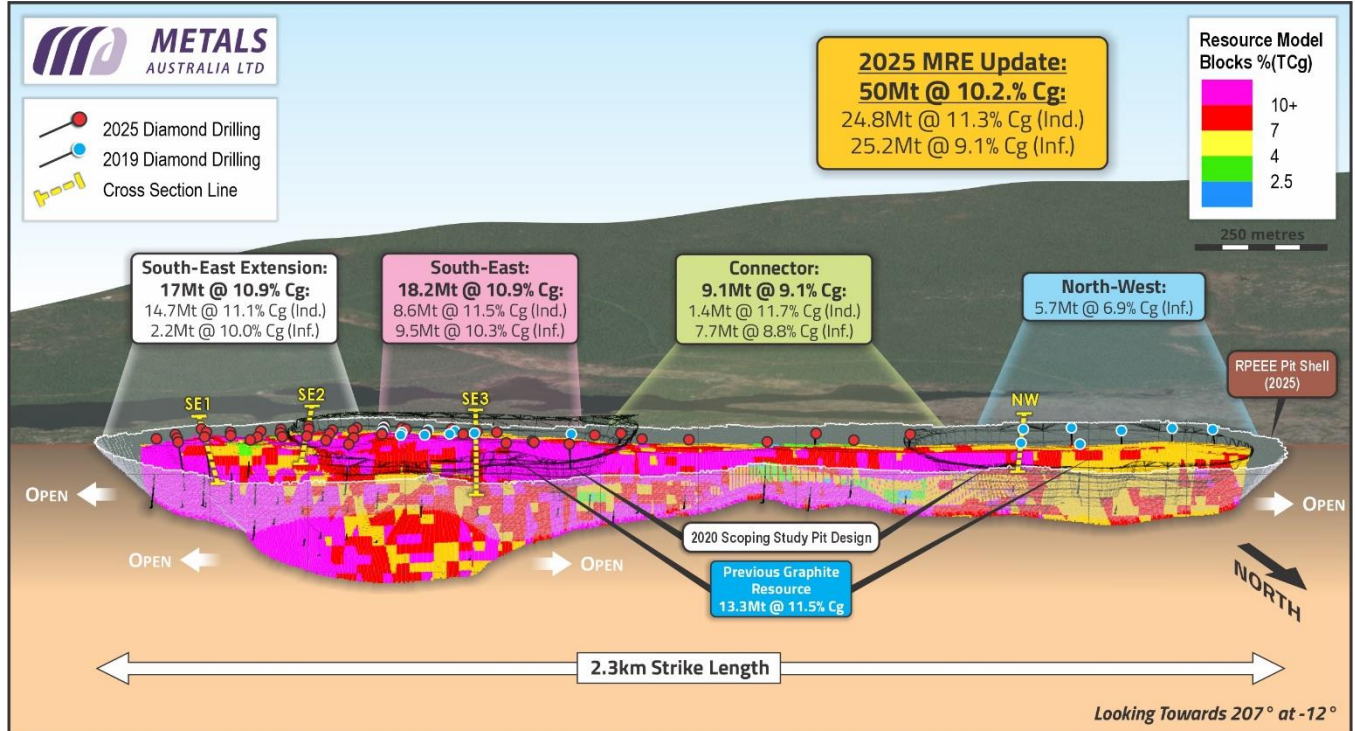 METALS
AUSTRALIA LTD
2025 Diamond Drilling
2019 Diamond Drilling
Cross Section Line
2025 MRE Update:
50Mt @ 10.2.% Cg:
24.8Mt @ 11.3% Cg (Ind.)
25.2Mt @ 9.1% Cg (Inf.)
Resource Model
Blocks %(TCg)
10+
7
4
2.5
250 metres
South-East Extension:
17Mt @ 10.9% Cg:
14.7Mt @ 11.1% Cg (Ind.)
2.2Mt @ 10.0% Cg (Inf.)
South-East:
18.2Mt @ 10.9% Cg:
8.6Mt @ 11.5% Cg (Ind.)
9.5Mt @ 10.3% Cg (Inf.)
Connector:
9.1Mt @ 9.1% Cg:
1.4Mt @ 11.7% Cg (Ind.)
7.7Mt @ 8.8% Cg (Inf.)
North-West:
5.7Mt @ 6.9% Cg (Inf.)
RPEEE Pit Shell
(2025)
SE1
SE2
SE3
NW
OPEN
OPEN
OPEN
OPEN
2020 Scoping Study Pit Design
Previous Graphite
Resource
13.3Mt @ 11.5% Cg
NORTH
2.3km Strike Length
Looking Towards 207° at -12°